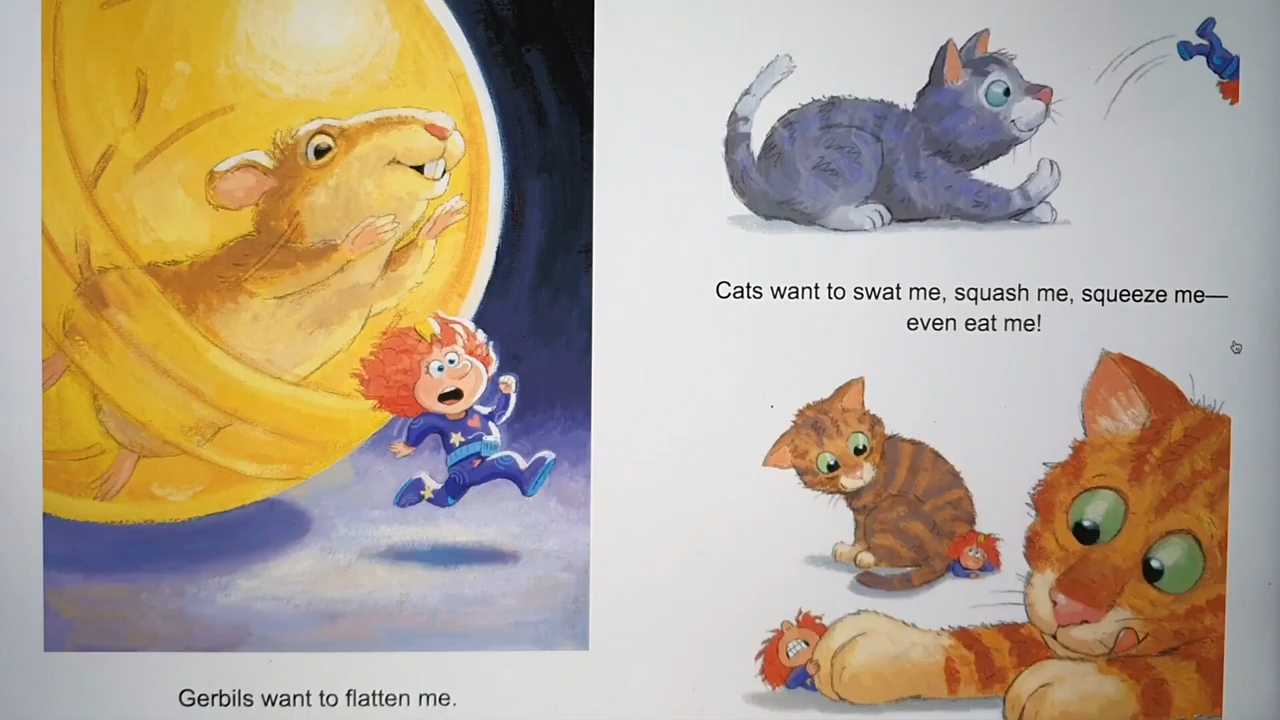 Gerbils want to flatten me.
Cats want to swat me, squash me, squeeze me—
even eat me!